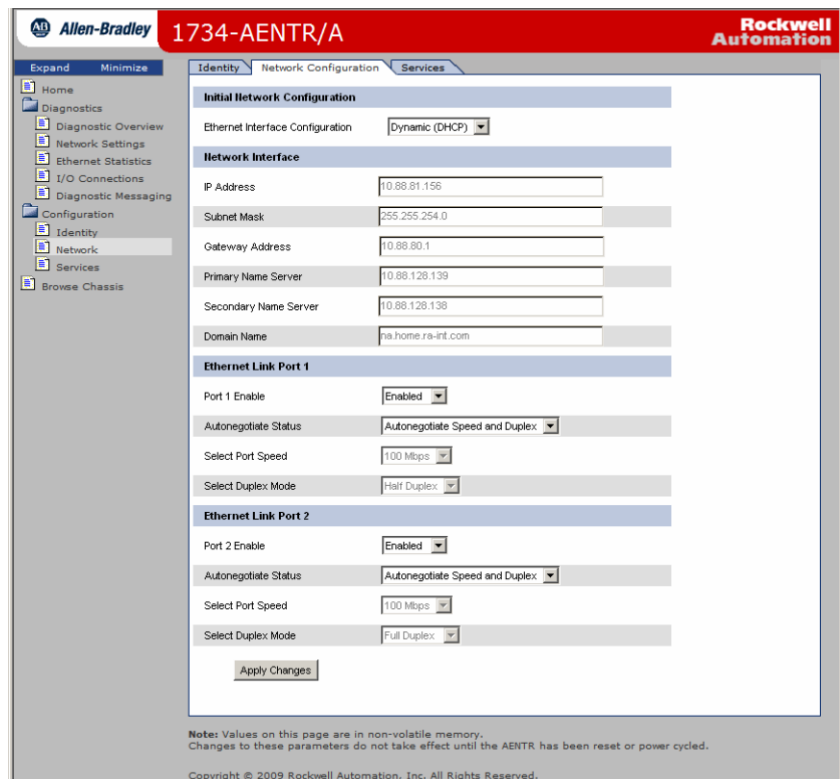 AB Allen-Bradley
1734-AENTR/A
Rockwell
Automation
Expand Minimize
Home
Diagnostics
Diagnostic Overview
Network Settings
Ethernet Statistics
I/O Connections
Diagnostic Messaging
Configuration
Identity
Network
Services
Browse Chassis
Identity Network Configuration Services
Initial Network Configuration
Ethernet Interface Configuration Dynamic (DHCP)
Network Interface
IP Address 10.88.81.156
Subnet Mask 255.255.254.0
Gateway Address 10.88.80.1
Primary Name Server 10.88.128.139
Secondary Name Server 10.88.128.138
Domain Name na.home.ra-int.com
Ethernet Link Port 1
Port 1 Enable Enabled
Autonegotiate Status Autonegotiate Speed and Duplex
Select Port Speed 100 Mbps
Select Duplex Mode Half Duplex
Ethernet Link Port 2
Port 2 Enable Enabled
Autonegotiate Status Autonegotiate Speed and Duplex
Select Port Speed 100 Mbps
Select Duplex Mode Full Duplex
Apply Changes
Note: Values on this page are in non-volatile memory.
Changes to these parameters do not take effect until the AENTR has been reset or power cycled.
Copyright © 2009 Rockwell Automation, Inc. All Rights Reserved.